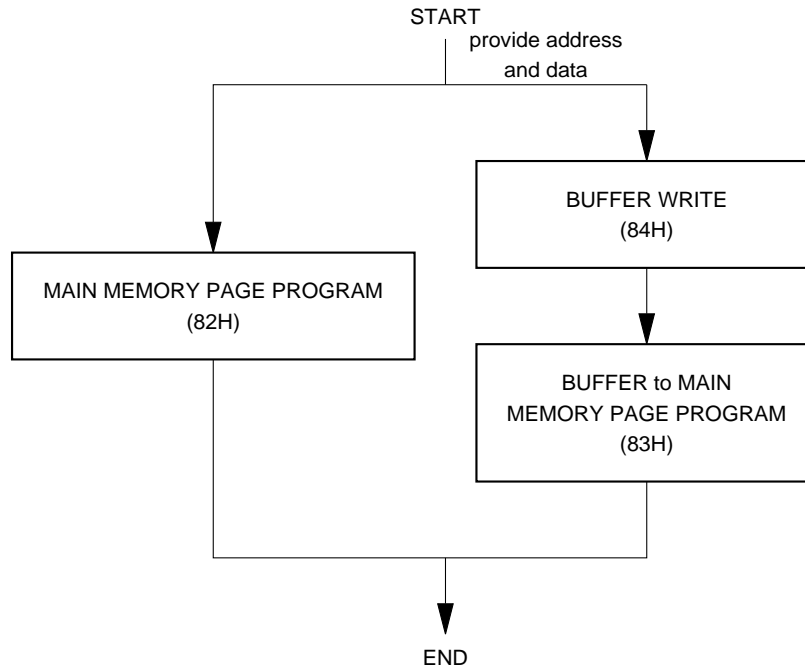 START
provide address
and data
BUFFER WRITE
(84H)
MAIN MEMORY PAGE PROGRAM
(82H)
BUFFER to MAIN
MEMORY PAGE PROGRAM
(83H)
END